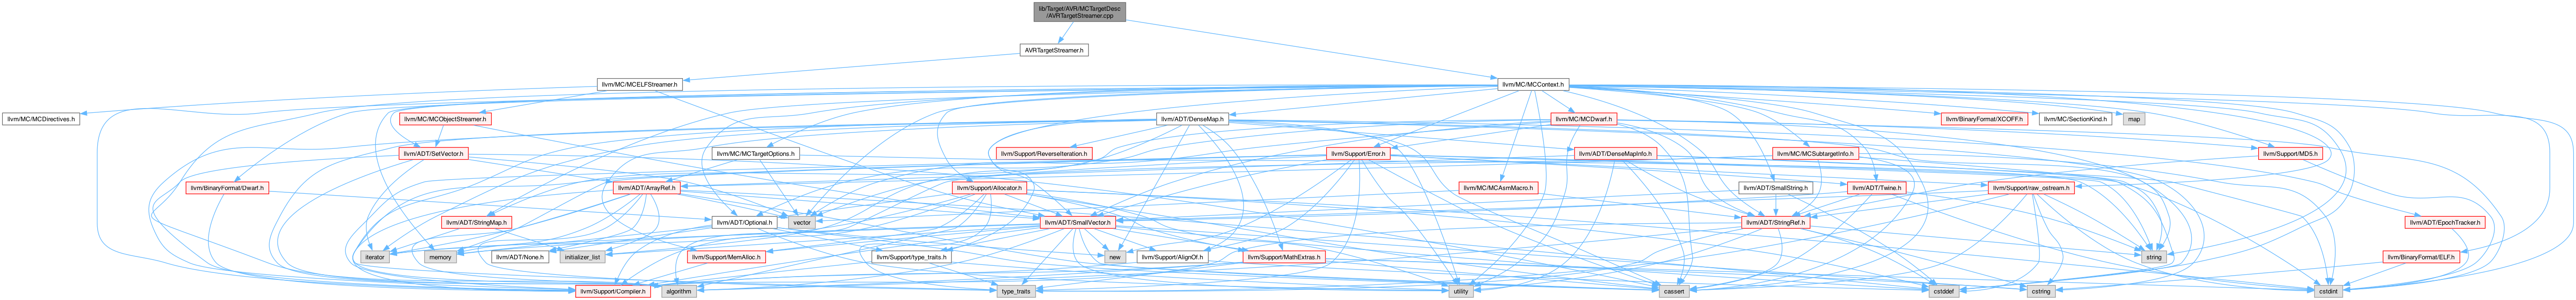 lib/Target/AVR/MCTargetDesc
/AVRTargetStreamer.cpp
AVRTargetStreamer.h
llvm/MC/MCELFStreamer.h
llvm/MC/MCContext.h
llvm/MC/MCDirectives.h
llvm/MC/MCObjectStreamer.h
llvm/ADT/DenseMap.h
llvm/MC/MCDwarf.h
llvm/BinaryFormat/XCOFF.h
llvm/MC/SectionKind.h
map
llvm/ADT/SetVector.h
llvm/MC/MCTargetOptions.h
llvm/Support/ReverseIteration.h
llvm/Support/Error.h
llvm/ADT/DenseMapInfo.h
llvm/MC/MCSubtargetInfo.h
llvm/Support/MD5.h
llvm/BinaryFormat/Dwarf.h
llvm/ADT/ArrayRef.h
llvm/Support/Allocator.h
llvm/MC/MCAsmMacro.h
llvm/ADT/SmallString.h
llvm/ADT/Twine.h
llvm/Support/raw_ostream.h
llvm/ADT/StringMap.h
llvm/ADT/Optional.h
vector
llvm/ADT/SmallVector.h
llvm/ADT/StringRef.h
llvm/ADT/EpochTracker.h
iterator
memory
llvm/ADT/None.h
initializer_list
llvm/Support/MemAlloc.h
llvm/Support/type_traits.h
new
llvm/Support/AlignOf.h
llvm/Support/MathExtras.h
string
llvm/BinaryFormat/ELF.h
llvm/Support/Compiler.h
algorithm
type_traits
utility
cassert
cstddef
cstring
cstdint